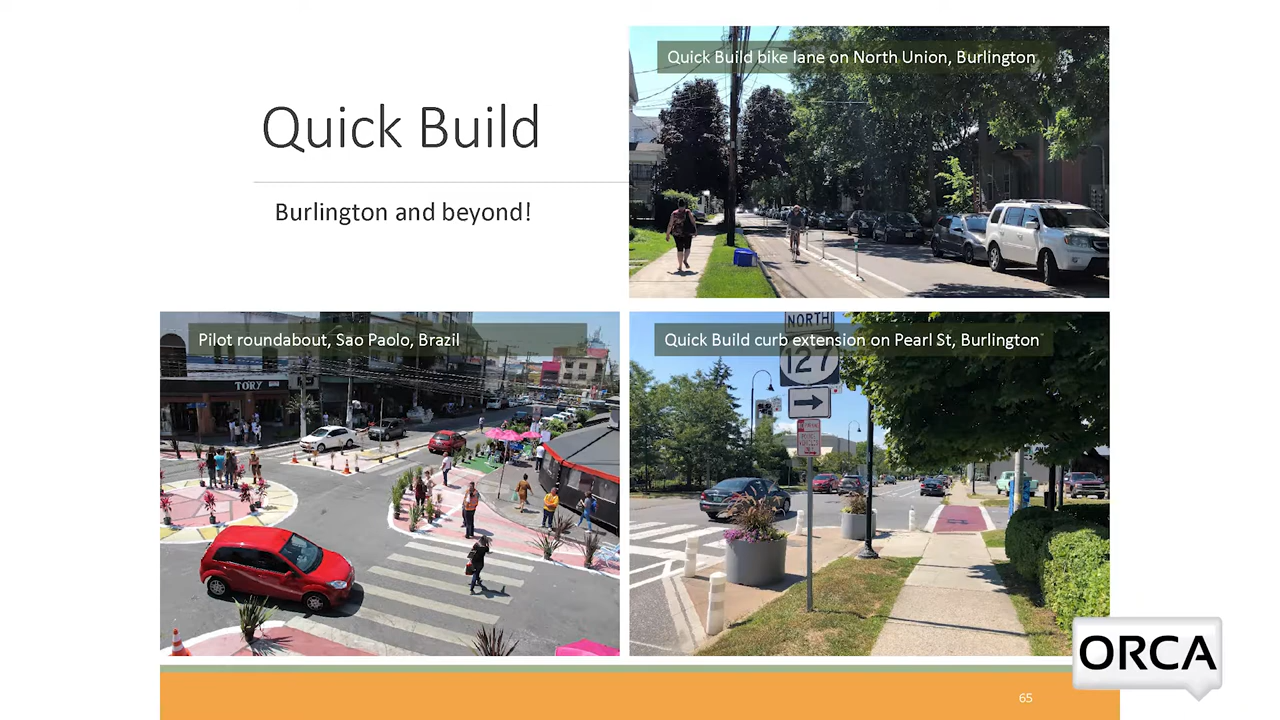 Quick Build
Burlington and beyond!
Quick Build bike lane on North Union, Burlington
Pilot roundabout, Sao Paolo, Brazil
TORY
Quick Build curb extension on Pearl St, Burlington
NORTH
127
ORCA
65